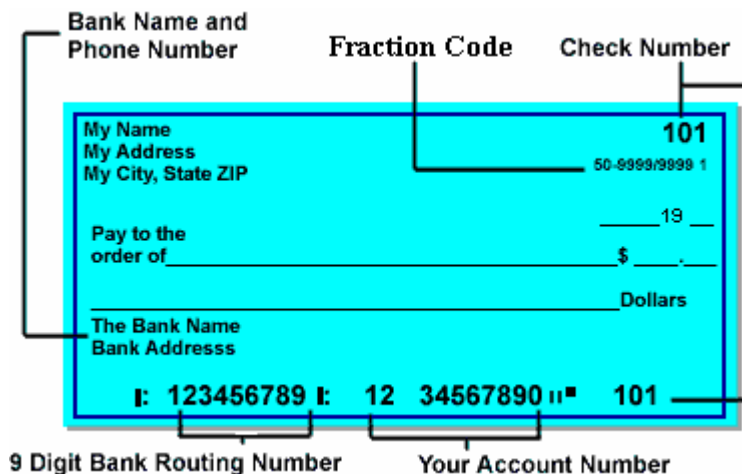 Bank Name and
Phone Number
Fraction Code
Check Number
My Name
101
My Address
50-9999/9999 1
My City, State ZIP
19
Pay to the
order of $ .
Dollars
The Bank Name
Bank Addresss
⑆ 123456789 ⑆ 12 34567890 ⑈ 101
9 Digit Bank Routing Number
Your Account Number